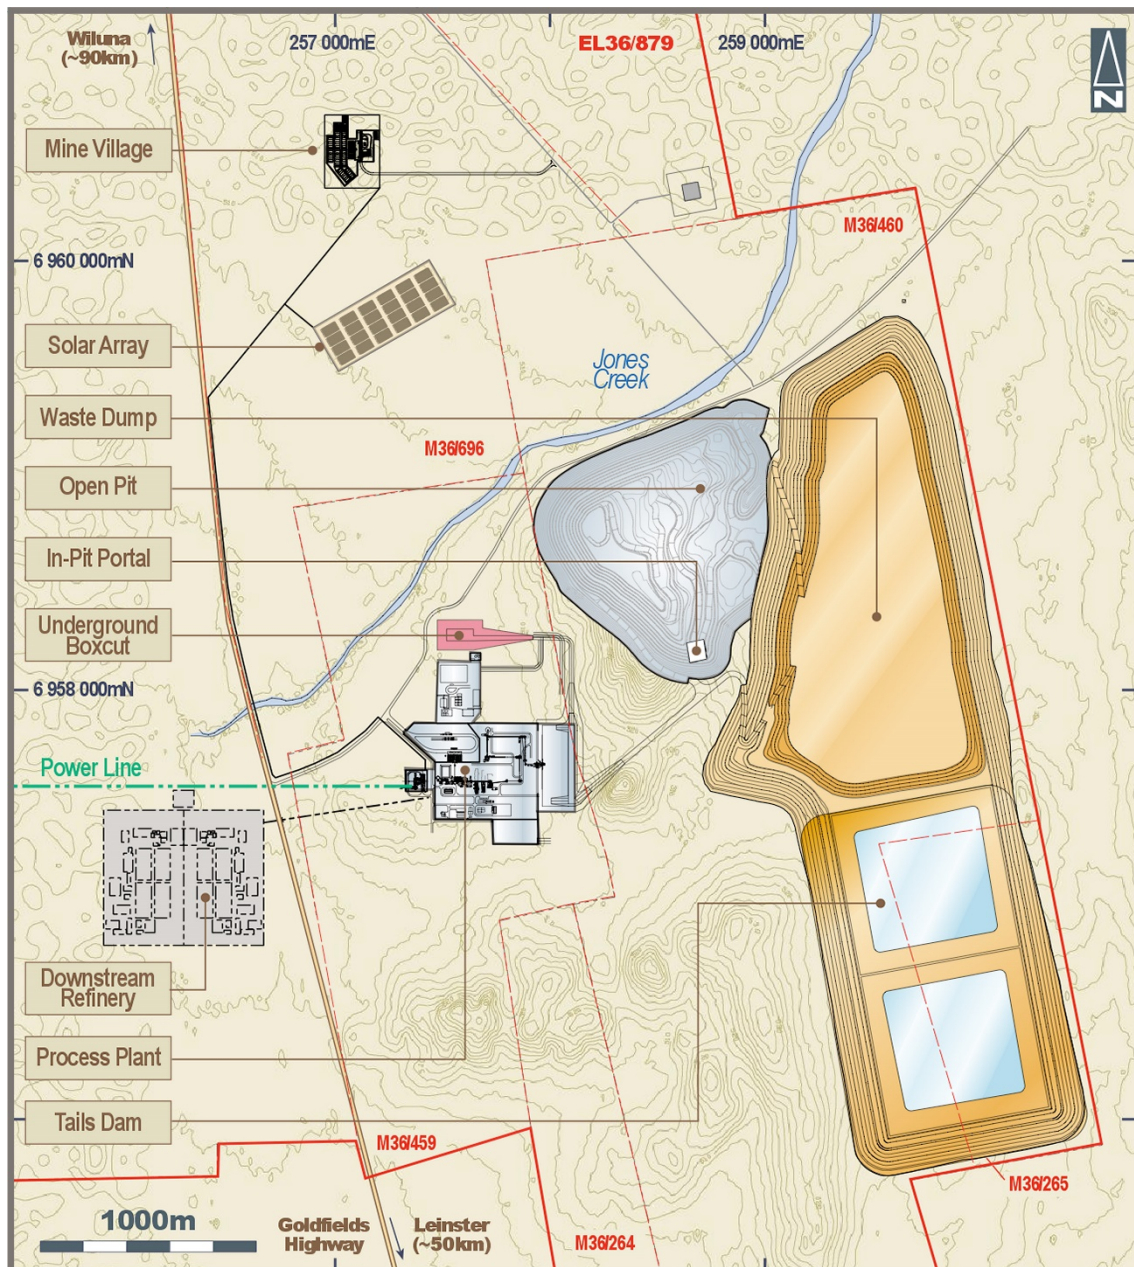 Wiluna
(~90km)
257 000mE
EL36/879
259 000mE
N
Mine Village
M36/460
6 960 000mN
Solar Array
Jones
Creek
Waste Dump
M36/696
Open Pit
In-Pit Portal
Underground
Boxcut
6 958 000mN
Power Line
Downstream
Refinery
Process Plant
Tails Dam
M36/459
M36/265
1000m
Goldfields
Highway
Leinster
(~50km)
M36/264